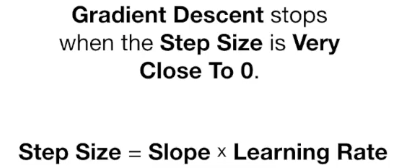 Gradient Descent stops
when the Step Size is Very
Close To 0.
Step Size = Slope x Learning Rate